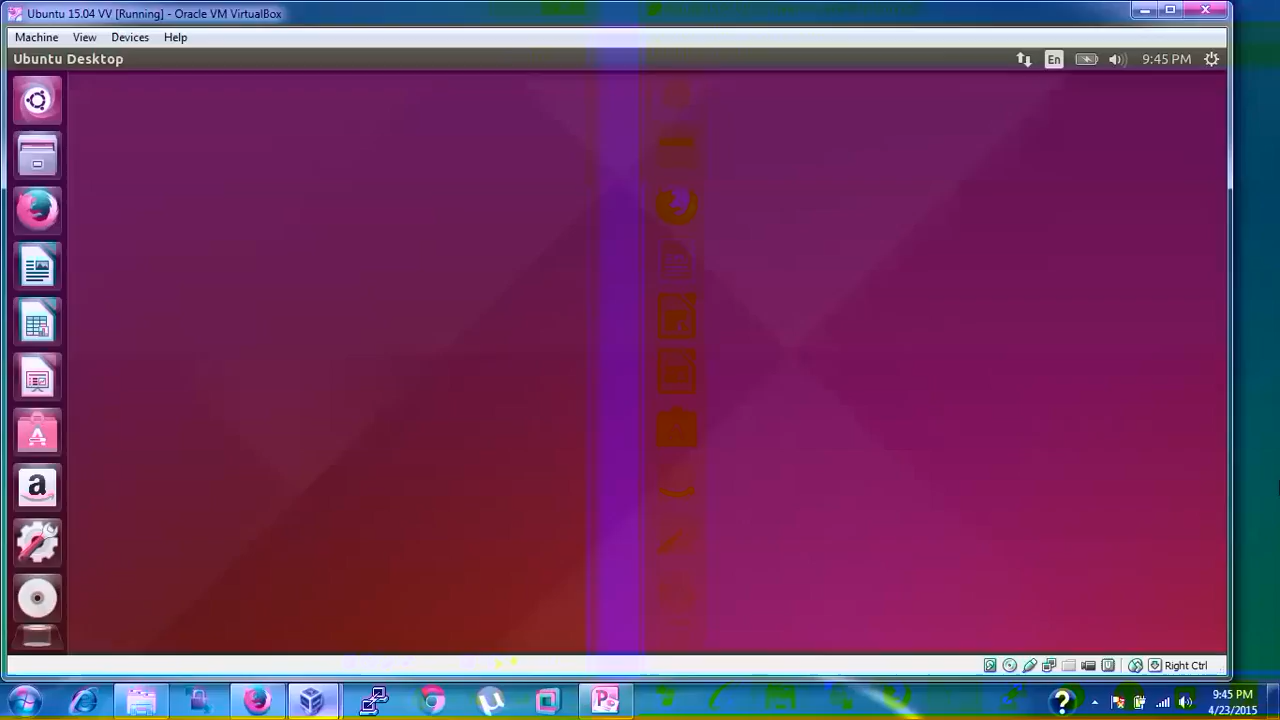 Ubuntu 15.04 VV [Running] - Oracle VM VirtualBox
Machine View Devices Help
Ubuntu Desktop En 9:45 PM
a
Right Ctrl
9:45 PM
4/23/2015